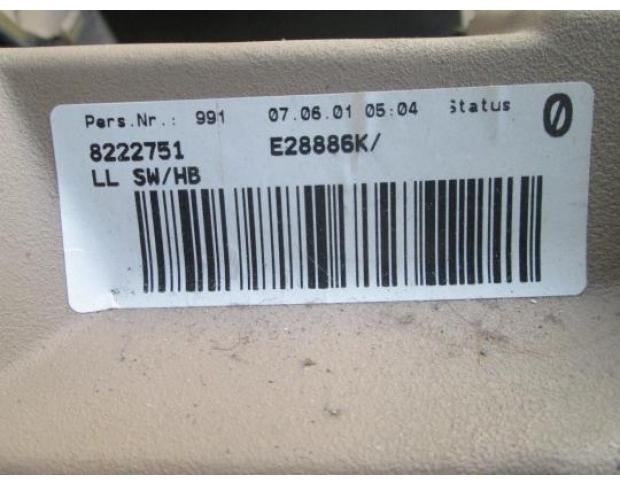 Pers.Nr.: 991 07.06.01 05:04 Status 0
8222751 E28886K/
LL SW/HB